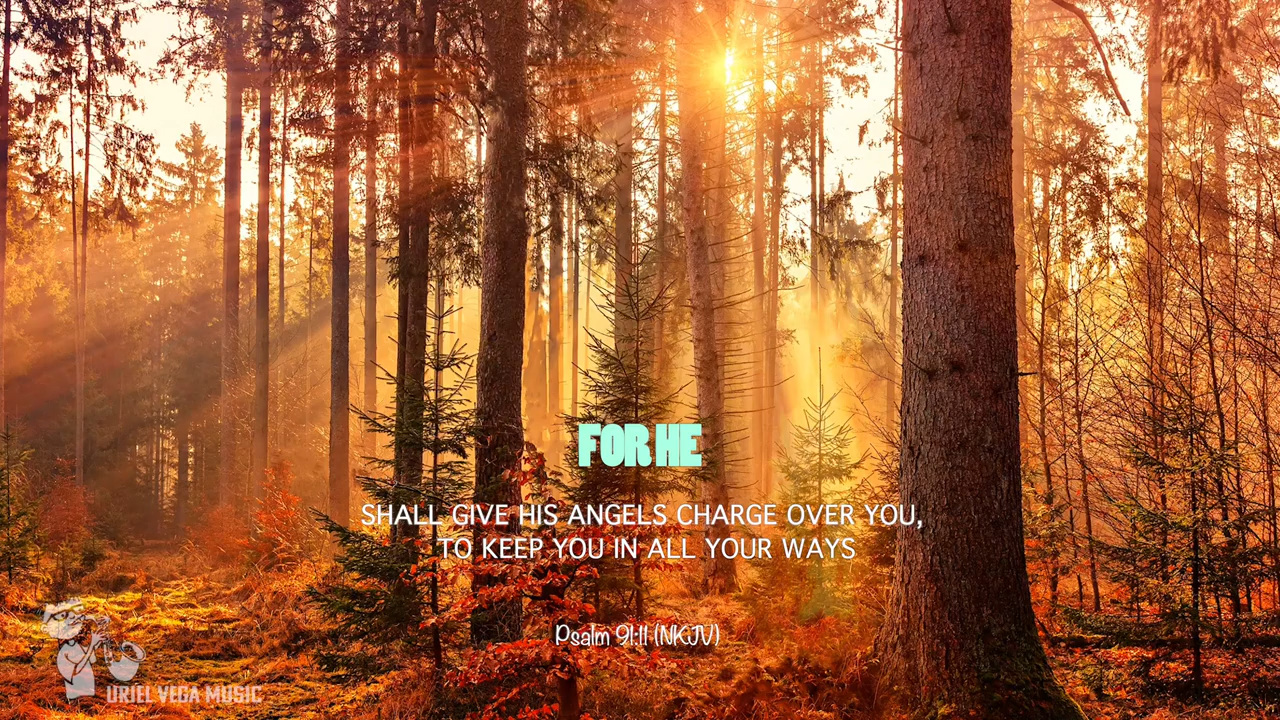 FOR HE
SHALL GIVE HIS ANGELS CHARGE OVER YOU,
TO KEEP YOU IN ALL YOUR WAYS
Psalm 91:11 (NKJV)
URIEL VEGA MUSIC